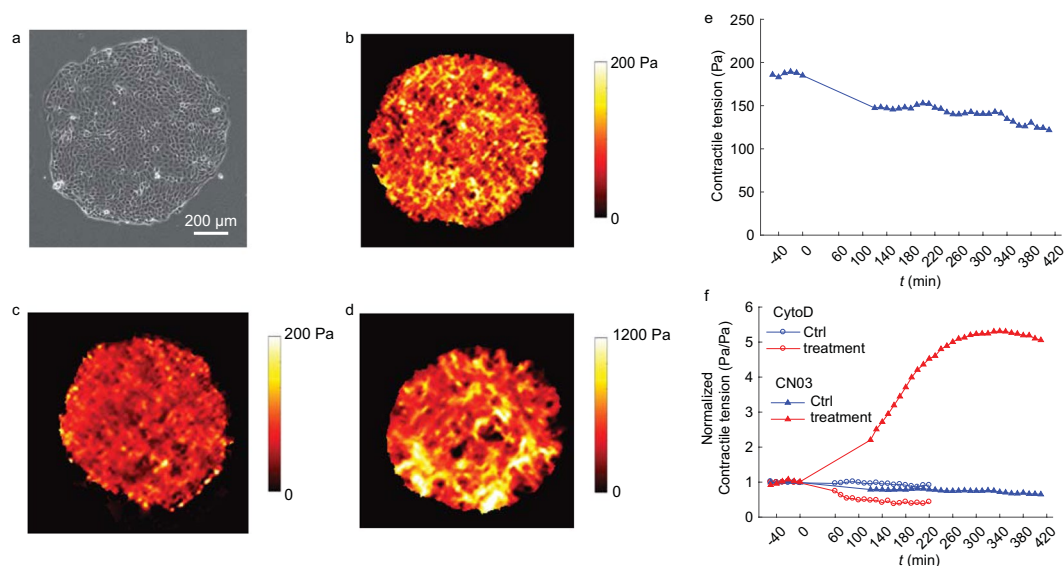 a
200 μm
b
200 Pa
0
c
200 Pa
0
d
1200 Pa
0
e
Contractile tension (Pa)
250
200
150
100
50
0
-40
0
60
100
140
180
220
260
300
340
380
420
t (min)
f
Normalized
Contractile tension (Pa/Pa)
6
5
4
3
2
1
0
CytoD
Ctrl
treatment
CN03
Ctrl
treatment
-40
0
60
100
140
180
220
260
300
340
380
420
t (min)